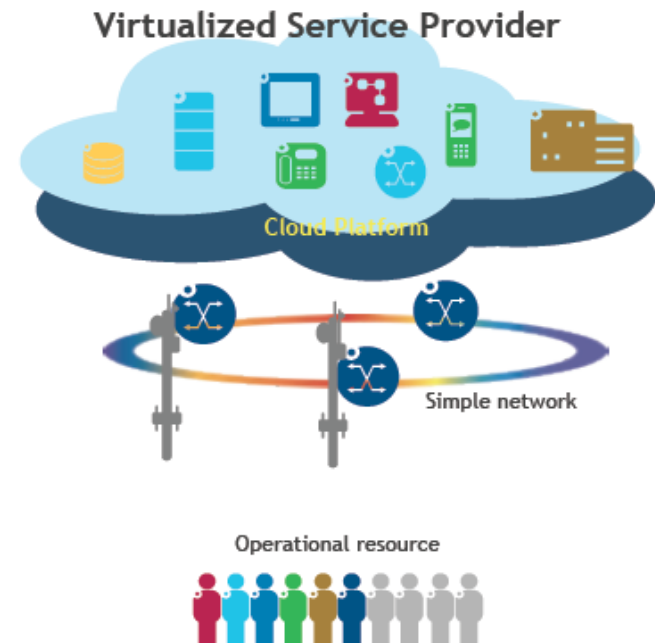 Virtualized Service Provider
Cloud Platform
Simple network
Operational resource